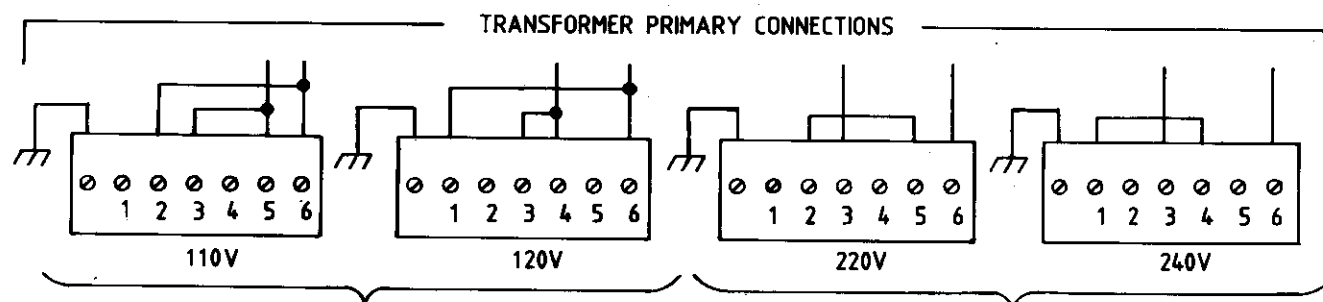 TRANSFORMER PRIMARY CONNECTIONS
1 2 3 4 5 6
110V
1 2 3 4 5 6
120V
1 2 3 4 5 6
220V
1 2 3 4 5 6
240V